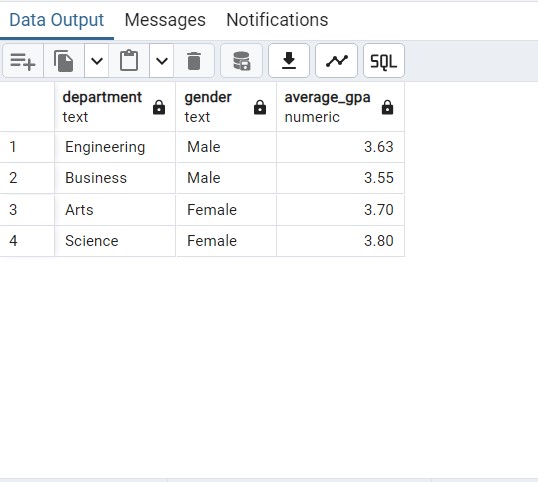 Data Output Messages Notifications
SQL
department gender average_gpa
text text numeric
1 Engineering Male 3.63
2 Business Male 3.55
3 Arts Female 3.70
4 Science Female 3.80